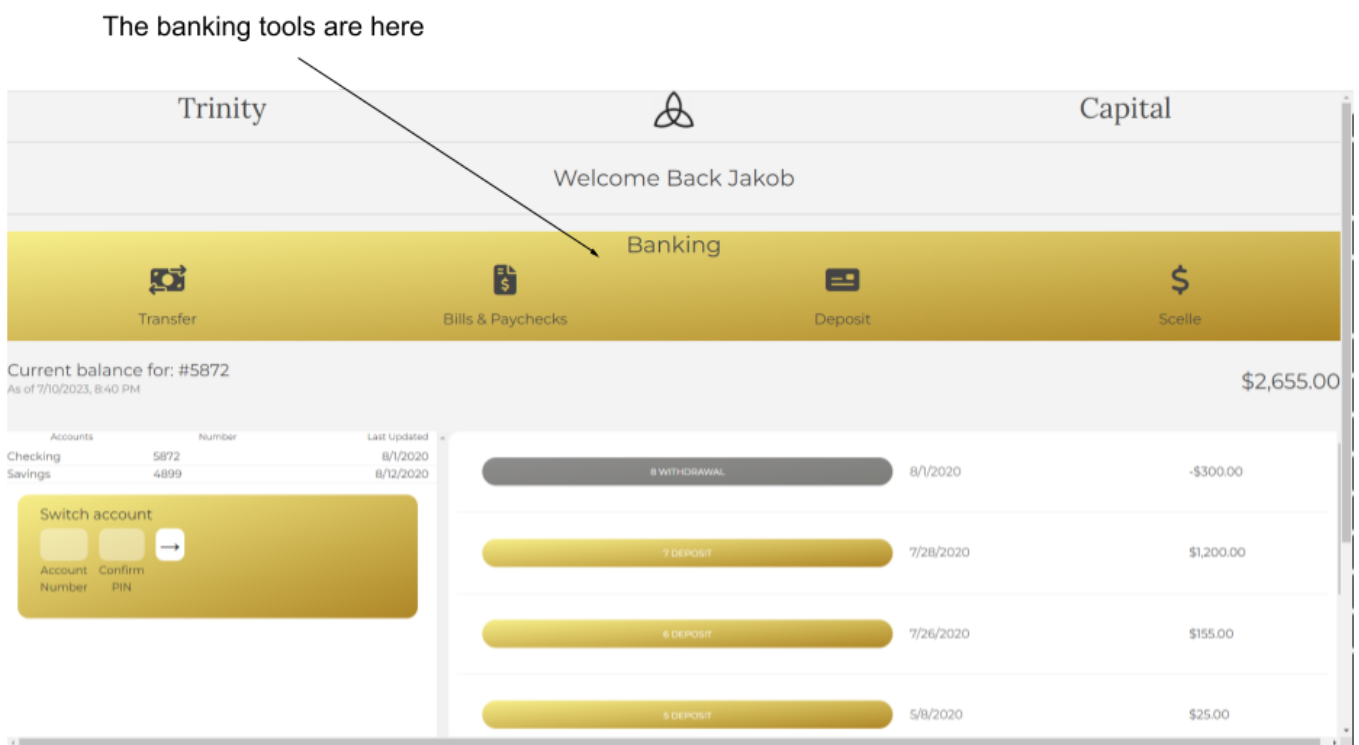 The banking tools are here
Trinity Capital
Welcome Back Jakob
Banking
Transfer Bills & Paychecks Deposit Scelle
Current balance for: #5872
As of 7/10/2023, 8:40 PM
$2,655.00
Accounts Number Last Updated
Checking 5872 8/1/2020
Savings 4899 8/12/2020
Switch account
→
Account Confirm
Number PIN
8 WITHDRAWAL 8/1/2020 -$300.00
7 DEPOSIT 7/28/2020 $1,200.00
6 DEPOSIT 7/26/2020 $155.00
5 DEPOSIT 5/8/2020 $25.00